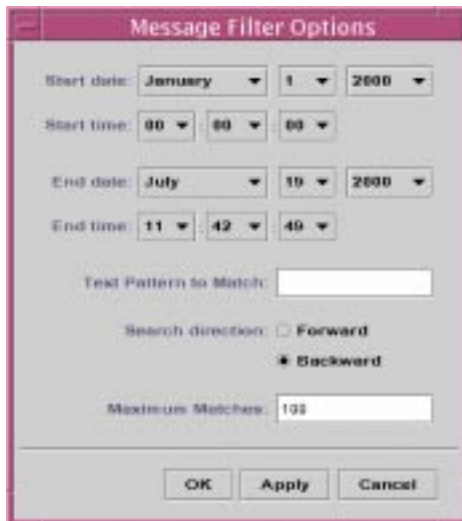 Message Filter Options
Start date: January 1 2000
Start time: 00 : 00 : 00
End date: July 19 2000
End time: 11 : 42 : 49
Text Pattern to Match:
Search direction: Forward
Backward
Maximum Matches: 100
OK Apply Cancel